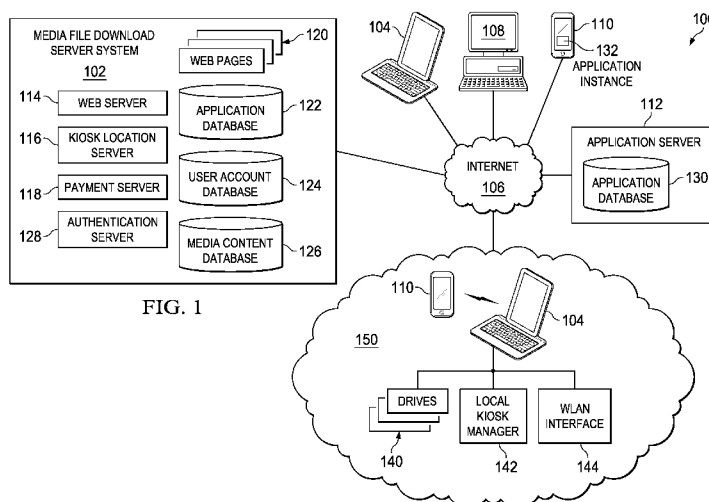 MEDIA FILE DOWNLOAD
SERVER SYSTEM
102
120
WEB PAGES
114
WEB SERVER
116
KIOSK LOCATION
SERVER
118
PAYMENT SERVER
128
AUTHENTICATION
SERVER
APPLICATION
DATABASE
122
USER ACCOUNT
DATABASE
124
MEDIA CONTENT
DATABASE
126
FIG. 1
104
108
110
132
APPLICATION
INSTANCE
INTERNET
106
112
APPLICATION SERVER
APPLICATION
DATABASE
130
110
104
150
DRIVES
140
LOCAL
KIOSK
MANAGER
142
WLAN
INTERFACE
144